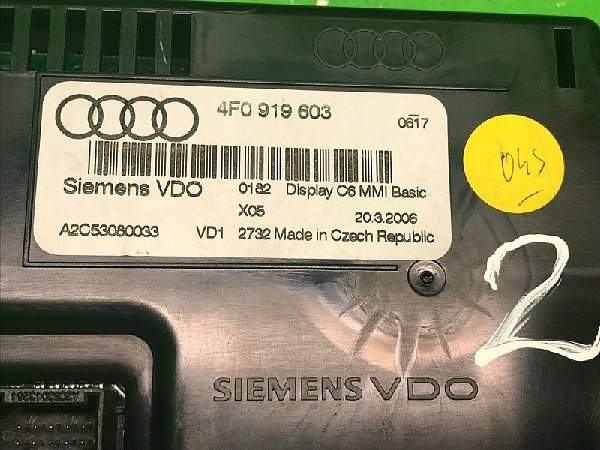 4F0 919 603
0617
Siemens VDO 0182 Display C6 MMI Basic
X05 20.3.2006
A2C53080033 VD1 2732 Made in Czech Republic
2
SIEMENS VDO